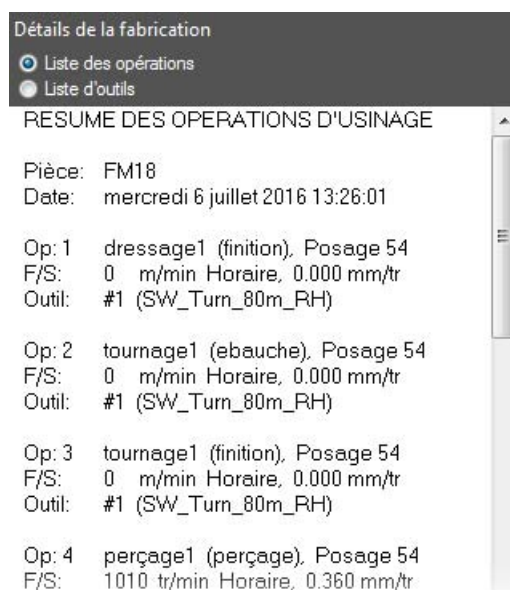 Détails de la fabrication
Liste des opérations
Liste d'outils
RESUME DES OPERATIONS D'USINAGE
Pièce: FM18
Date: mercredi 6 juillet 2016 13:26:01
Op: 1 dressage1 (finition), Posage 54
F/S: 0 m/min Horaire, 0.000 mm/tr
Outil: #1 (SW_Turn_80m_RH)
Op: 2 tournage1 (ebauche), Posage 54
F/S: 0 m/min Horaire, 0.000 mm/tr
Outil: #1 (SW_Turn_80m_RH)
Op: 3 tournage1 (finition), Posage 54
F/S: 0 m/min Horaire, 0.000 mm/tr
Outil: #1 (SW_Turn_80m_RH)
Op: 4 perçage1 (perçage), Posage 54
F/S: 1010 tr/min Horaire, 0.360 mm/tr